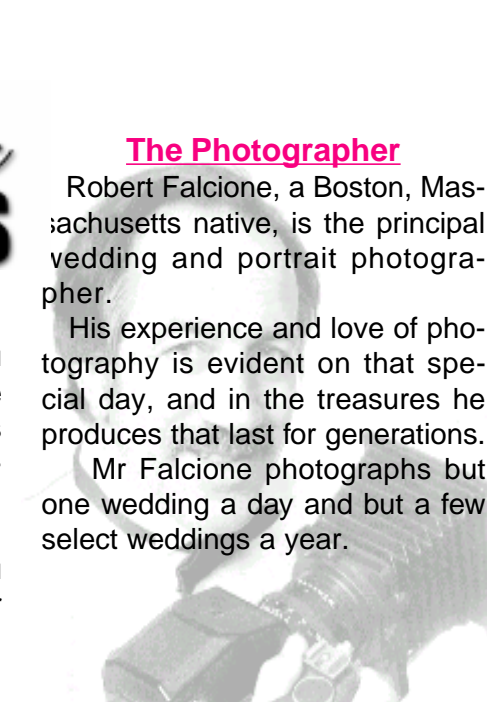 The Photographer
Robert Falcione, a Boston, Mas-
sachusetts native, is the principal
wedding and portrait photogra-
pher.
His experience and love of pho-
tography is evident on that spe-
cial day, and in the treasures he
produces that last for generations.
Mr Falcione photographs but
one wedding a day and but a few
select weddings a year.